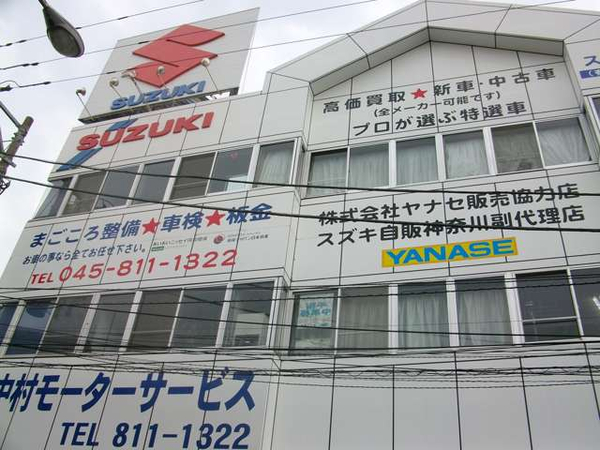 SUZUKI
SUZUKI
高価買取★新車・中古車
(全メーカー可能です)
プロが選ぶ特選車
まごころ整備★車検★板金
お車の事なら全てお任せ下さい。
TEL 045-811-1322
株式会社ヤナセ販売協力店
スズキ自販神奈川副代理店
YANASE
中村モーターサービス
TEL 811-1322